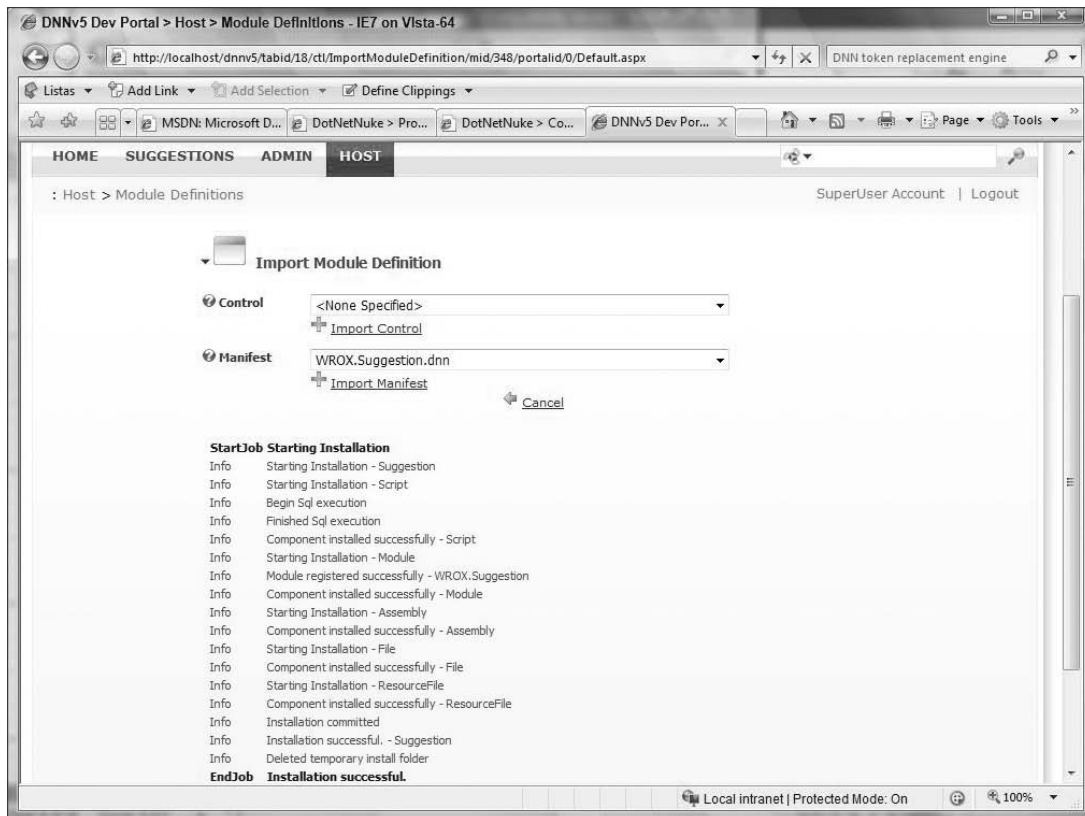 DNNv5 Dev Portal > Host > Module Definitions - IE7 on Vista-64
http://localhost/dnnv5/tabid/18/ctl/ImportModuleDefinition/mid/348/portalid/0/Default.aspx
DNN token replacement engine
Listas Add Link Add Selection Define Clippings
MSDN: Microsoft D... DotNetNuke > Pro... DotNetNuke > Co... DNNv5 Dev Por... X Page Tools »
HOME SUGGESTIONS ADMIN HOST
: Host > Module Definitions SuperUser Account | Logout
Import Module Definition
Control <None Specified>
Import Control
Manifest WROX.Suggestion.dnn
Import Manifest
Cancel
StartJob Starting Installation
Info Starting Installation - Suggestion
Info Starting Installation - Script
Info Begin Sql execution
Info Finished Sql execution
Info Component installed successfully - Script
Info Starting Installation - Module
Info Module registered successfully - WROX.Suggestion
Info Component installed successfully - Module
Info Starting Installation - Assembly
Info Component installed successfully - Assembly
Info Starting Installation - File
Info Component installed successfully - File
Info Starting Installation - ResourceFile
Info Component installed successfully - ResourceFile
Info Installation committed
Info Installation successful. - Suggestion
Info Deleted temporary install folder
EndJob Installation successful.
Local intranet | Protected Mode: On 100%